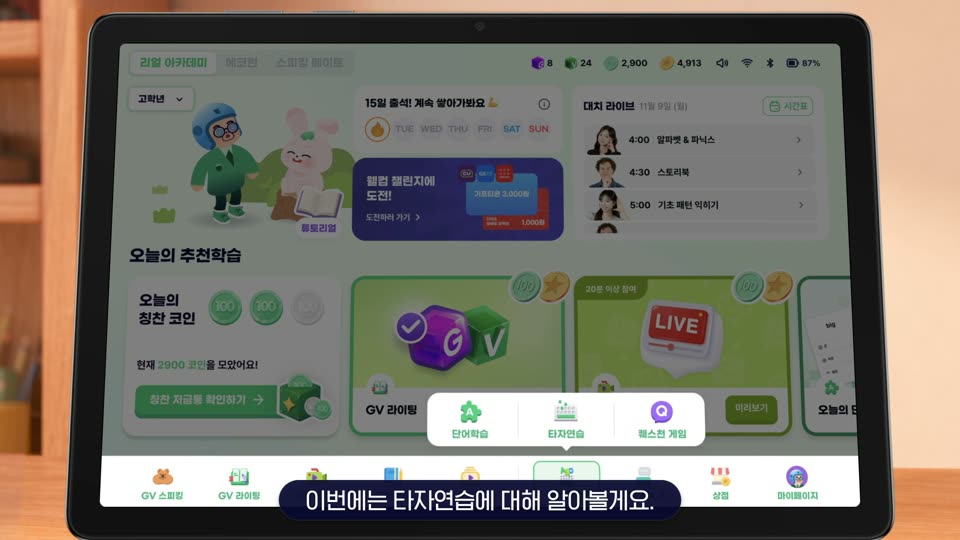 리얼 아카데미
에코편
스피킹 메이트
8
24
2,900
4,913
87%
고학년
튜토리얼
15일 출석! 계속 쌓아가봐요
TUE WED THU FRI SAT SUN
웰컴 챌린지에
도전!
도전하러 가기
기프티콘 3,000원
1,000원
대치 라이브 11월 9일 (월)
시간표
4:00 알파벳 & 파닉스
4:30 스토리북
5:00 기초 패턴 익히기
오늘의 추천학습
오늘의
칭찬 코인
100
100
100
현재 2900 코인을 모았어요!
칭찬 저금통 확인하기
100
G V
GV 라이팅
20분 이상 참여
100
LIVE
미리보기
오늘의 단
단어학습
타자연습
퀘스천 게임
GV 스피킹
GV 라이팅
상점
마이페이지
이번에는 타자연습에 대해 알아볼게요.